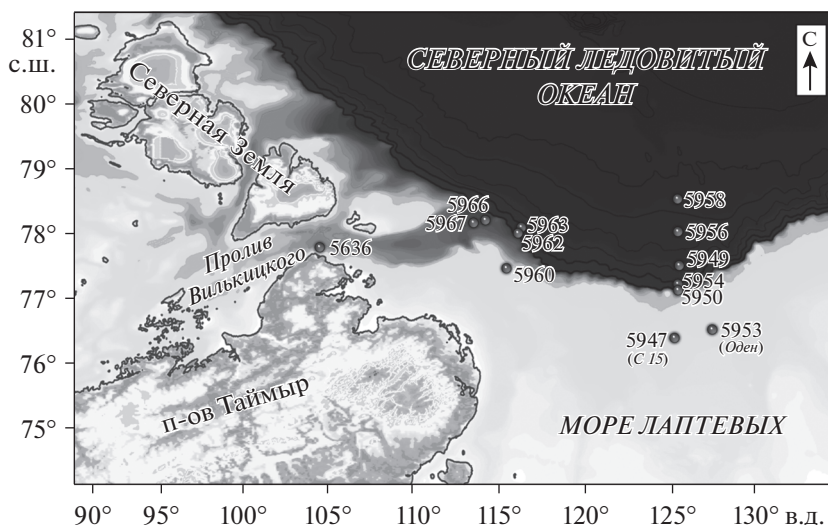 81°
с.ш.
80°
79°
78°
77°
76°
75°
С
СЕВЕРНЫЙ ЛЕДОВИТЫЙ
ОКЕАН
Северная Земля
Пролив
Вилькицкого
5636
5966
5967
5963
5962
5960
5958
5956
5949
5954
5950
5947
(С 15)
5953
(Оден)
п-ов Таймыр
МОРЕ ЛАПТЕВЫХ
90° 95° 100° 105° 110° 115° 120° 125° 130° в.д.